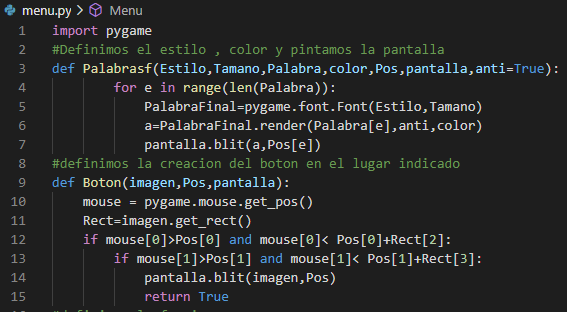 menu.py > Menu
1 import pygame
2 #Definimos el estilo , color y pintamos la pantalla
3 def Palabrasf(Estilo,Tamano,Palabra,color,Pos,pantalla,anti=True):
4 for e in range(len(Palabra)):
5 PalabraFinal=pygame.font.Font(Estilo,Tamano)
6 a=PalabraFinal.render(Palabra[e],anti,color)
7 pantalla.blit(a,Pos[e])
8 #definimos la creacion del boton en el lugar indicado
9 def Boton(imagen,Pos,pantalla):
10 mouse = pygame.mouse.get_pos()
11 Rect=imagen.get_rect()
12 if mouse[0]>Pos[0] and mouse[0]< Pos[0]+Rect[2]:
13 if mouse[1]>Pos[1] and mouse[1]< Pos[1]+Rect[3]:
14 pantalla.blit(imagen,Pos)
15 return True